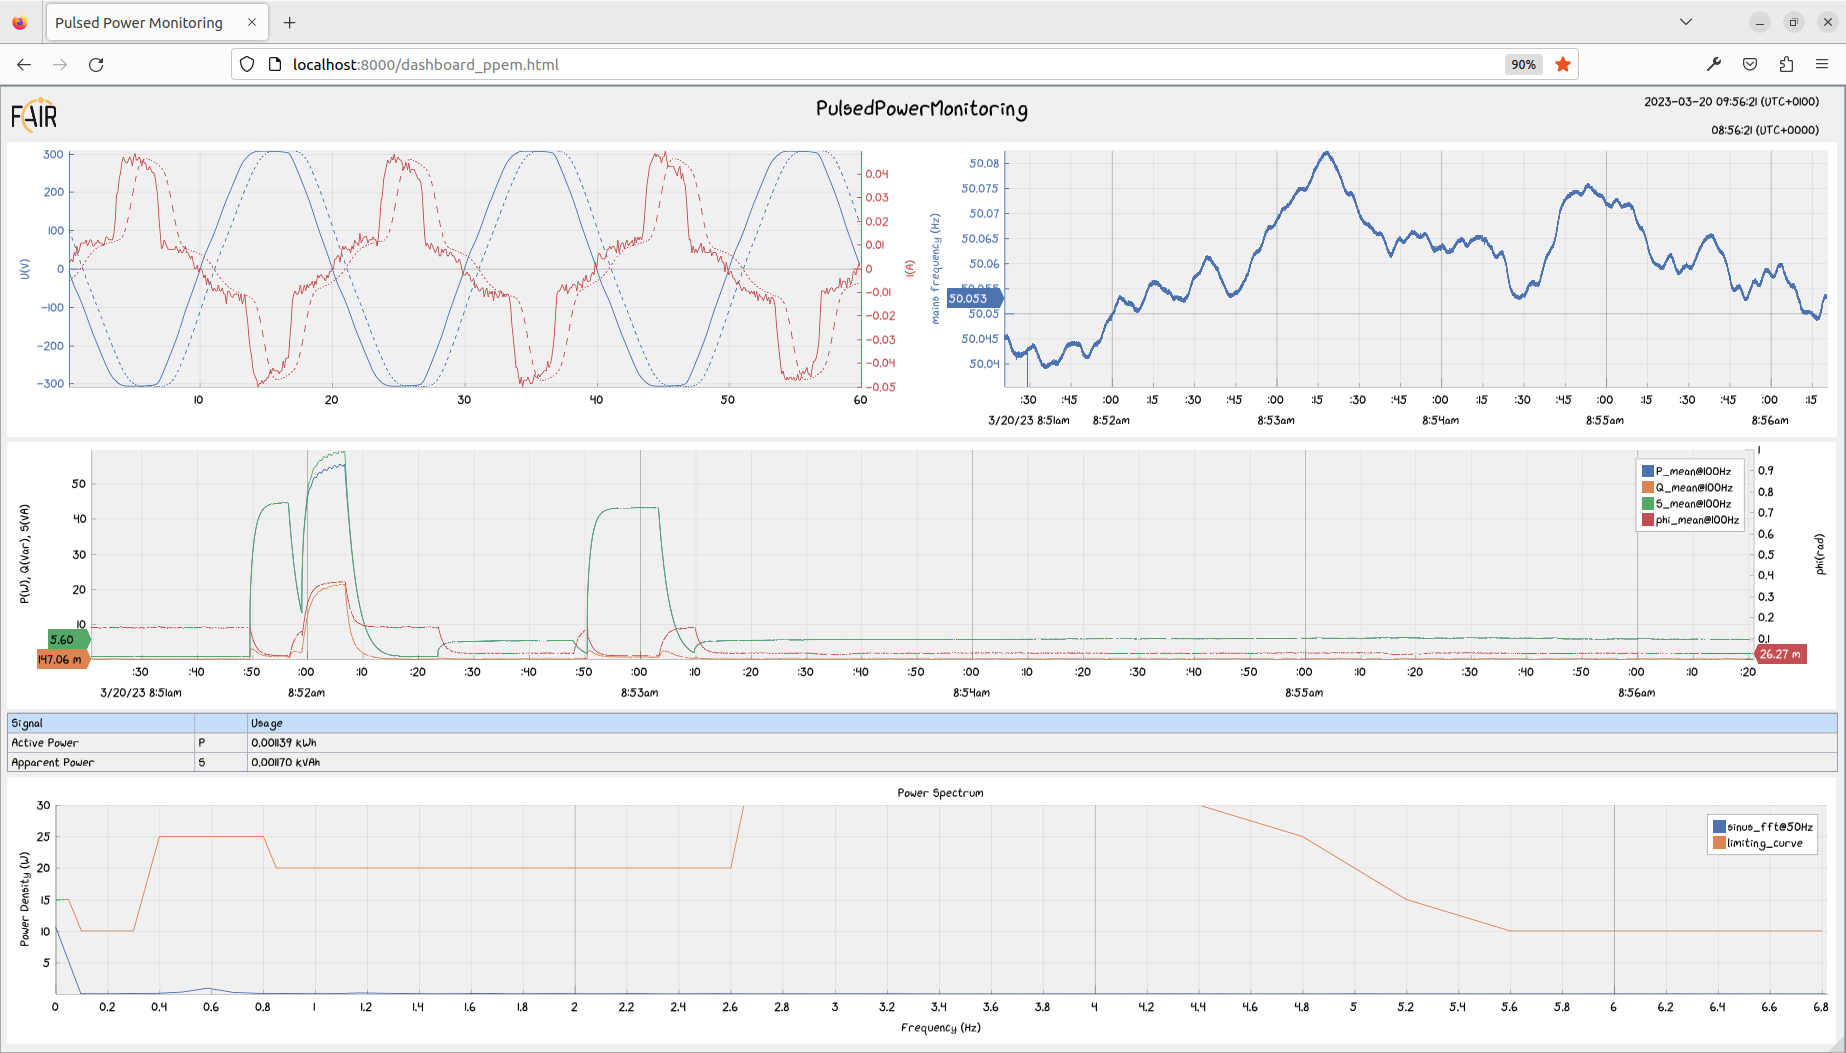 Pulsed Power Monitoring
localhost:8000/dashboard_ppem.html
90%
FAIR
PulsedPowerMonitoring
2023-03-20 09:56:21 (UTC+0100)
08:56:21 (UTC+0000)
300
200
100
0
-100
-200
-300
U(V)
0.04
0.03
0.02
0.01
0
-0.01
-0.02
-0.03
-0.04
-0.05
I(A)
10 20 30 40 50 60
50.08
50.075
50.07
50.065
50.06
50.055
50.053
50.05
50.045
50.04
mains frequency (Hz)
:30 :45 :00 :15 :30 :45 :00 :15 :30 :45 :00 :15 :30 :45 :00 :15 :30 :45 :00 :15
3/20/23 8:51am 8:52am 8:53am 8:54am 8:55am 8:56am
50
40
30
20
10
5.60
147.06 m
P(W), Q(Var), S(VA)
P_mean@100Hz
Q_mean@100Hz
S_mean@100Hz
phi_mean@100Hz
1
0.9
0.8
0.7
0.6
0.5
0.4
0.3
0.2
0.1
26.27 m
phi(rad)
:30 :40 :50 :00 :10 :20 :30 :40 :50 :00 :10 :20 :30 :40 :50 :00 :10 :20 :30 :40 :50 :00 :10 :20 :30 :40 :50 :00 :10 :20
3/20/23 8:51am 8:52am 8:53am 8:54am 8:55am 8:56am
Signal Usage
Active Power P 0.001139 kWh
Apparent Power S 0.001170 kVAh
Power Spectrum
30
25
20
15
10
5
Power Density (W)
sinus_fft@50Hz
limiting_curve
0 0.2 0.4 0.6 0.8 1 1.2 1.4 1.6 1.8 2 2.2 2.4 2.6 2.8 3 3.2 3.4 3.6 3.8 4 4.2 4.4 4.6 4.8 5 5.2 5.4 5.6 5.8 6 6.2 6.4 6.6 6.8
Frequency (Hz)